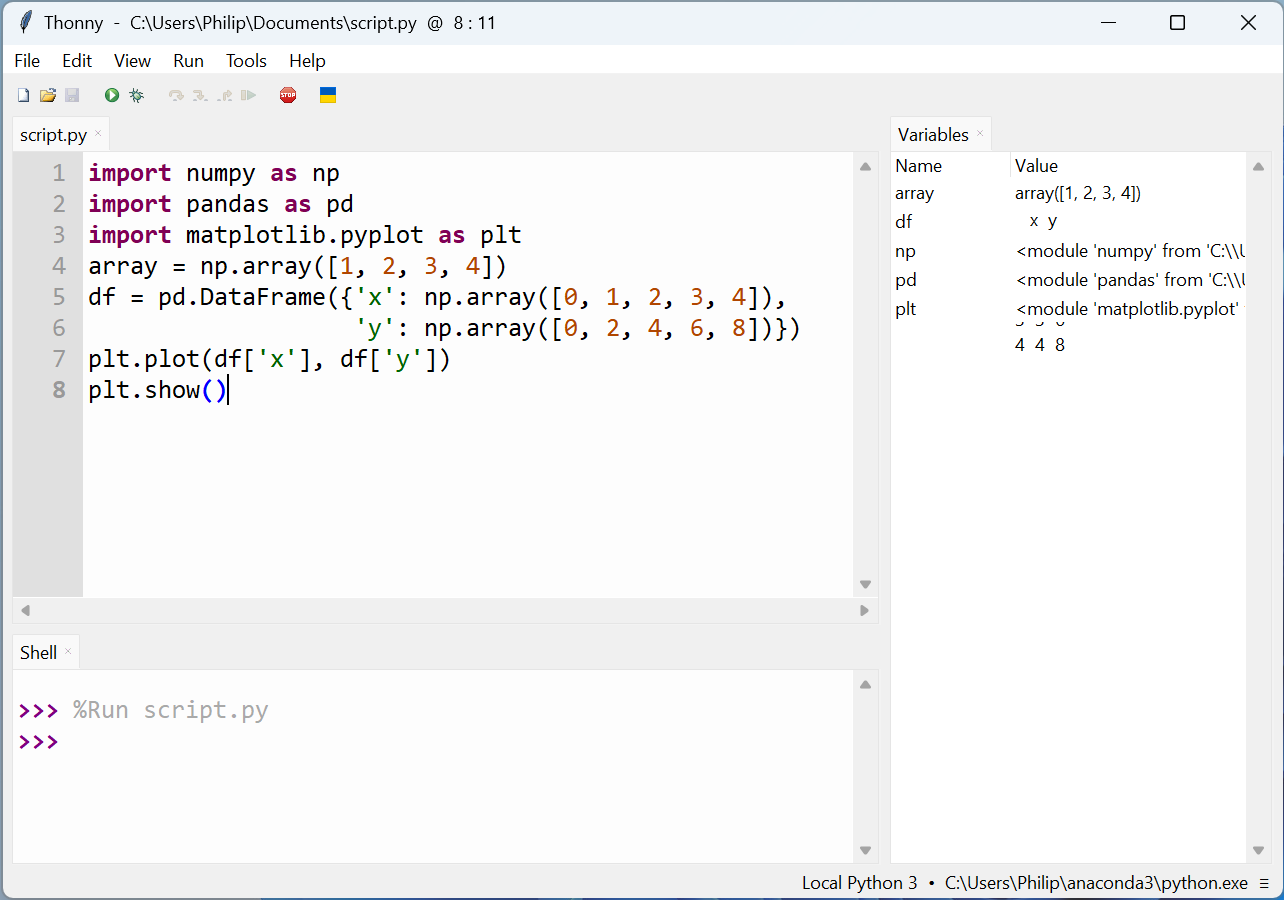 Thonny - C:\Users\Philip\Documents\script.py @ 8 : 11
File Edit View Run Tools Help
STOP
script.py ×
1 import numpy as np
2 import pandas as pd
3 import matplotlib.pyplot as plt
4 array = np.array([1, 2, 3, 4])
5 df = pd.DataFrame({'x': np.array([0, 1, 2, 3, 4]),
6                    'y': np.array([0, 2, 4, 6, 8])})
7 plt.plot(df['x'], df['y'])
8 plt.show()
Shell ×
>>> %Run script.py
>>>
Variables ×
Name Value
array array([1, 2, 3, 4])
df x y
np <module 'numpy' from 'C:\\U
pd <module 'pandas' from 'C:\\U
plt <module 'matplotlib.pyplot'
4 4 8
Local Python 3 • C:\Users\Philip\anaconda3\python.exe ≡